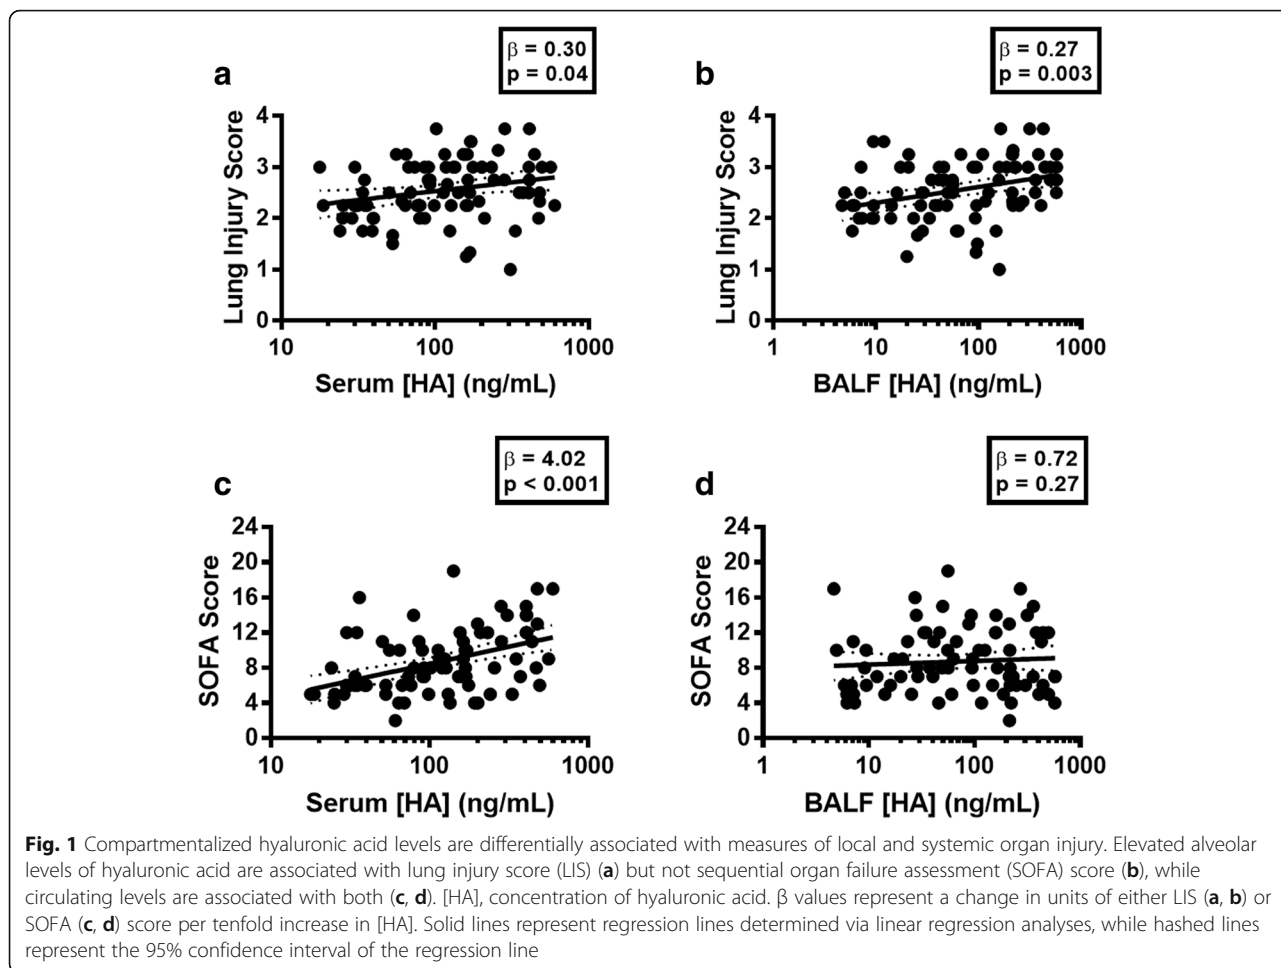 a
β = 0.30
p = 0.04
Lung Injury Score
4
3
2
1
0
10
100
1000
Serum [HA] (ng/mL)
b
β = 0.27
p = 0.003
Lung Injury Score
4
3
2
1
0
1
10
100
1000
BALF [HA] (ng/mL)
c
β = 4.02
p < 0.001
SOFA Score
24
20
16
12
8
4
0
10
100
1000
Serum [HA] (ng/mL)
d
β = 0.72
p = 0.27
SOFA Score
24
20
16
12
8
4
0
1
10
100
1000
BALF [HA] (ng/mL)
Fig. 1 Compartmentalized hyaluronic acid levels are differentially associated with measures of local and systemic organ injury. Elevated alveolar
levels of hyaluronic acid are associated with lung injury score (LIS) (a) but not sequential organ failure assessment (SOFA) score (b), while
circulating levels are associated with both (c, d). [HA], concentration of hyaluronic acid. β values represent a change in units of either LIS (a, b) or
SOFA (c, d) score per tenfold increase in [HA]. Solid lines represent regression lines determined via linear regression analyses, while hashed lines
represent the 95% confidence interval of the regression line